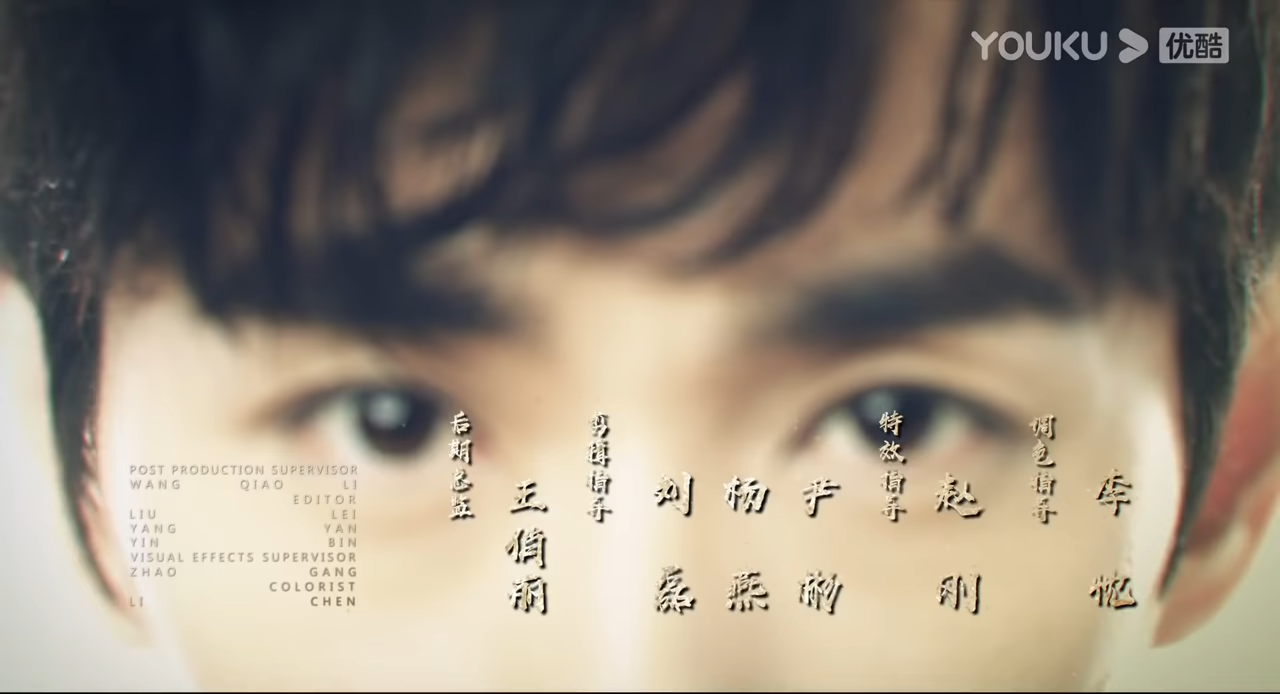 YOUKU 优酷
POST PRODUCTION SUPERVISOR
WANG QIAO LI
EDITOR
LIU LEI
YANG YAN
YIN BIN
VISUAL EFFECTS SUPERVISOR
ZHAO GANG
COLORIST
LI CHEN
后期总监
王俏丽
剪辑指导
刘磊
杨燕
尹彬
特效指导
赵刚
调色指导
李忱